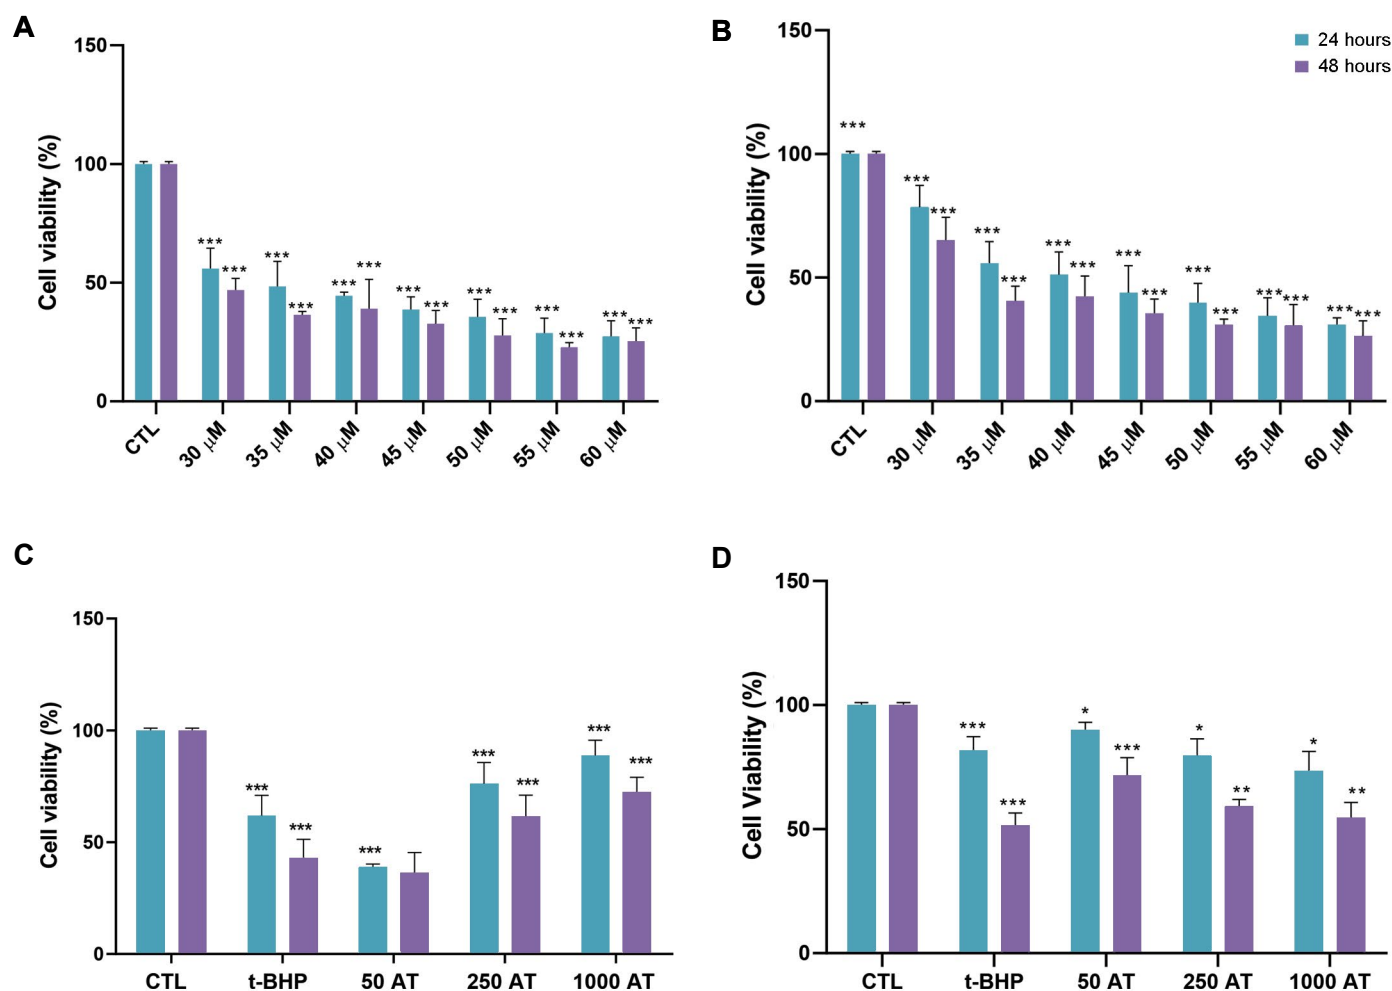 A
150
100
50
0
Cell viability (%)
*** *** *** *** *** *** *** *** *** *** *** *** *** ***
CTL 30 μM 35 μM 40 μM 45 μM 50 μM 55 μM 60 μM
B
24 hours
48 hours
150
100
50
0
Cell viability (%)
*** *** *** *** *** *** *** *** *** *** *** *** *** *** ***
CTL 30 μM 35 μM 40 μM 45 μM 50 μM 55 μM 60 μM
C
150
100
50
0
Cell viability (%)
*** *** *** *** *** *** ***
CTL t-BHP 50 AT 250 AT 1000 AT
D
150
100
50
0
Cell Viability (%)
*** *** * *** * ** * **
CTL t-BHP 50 AT 250 AT 1000 AT